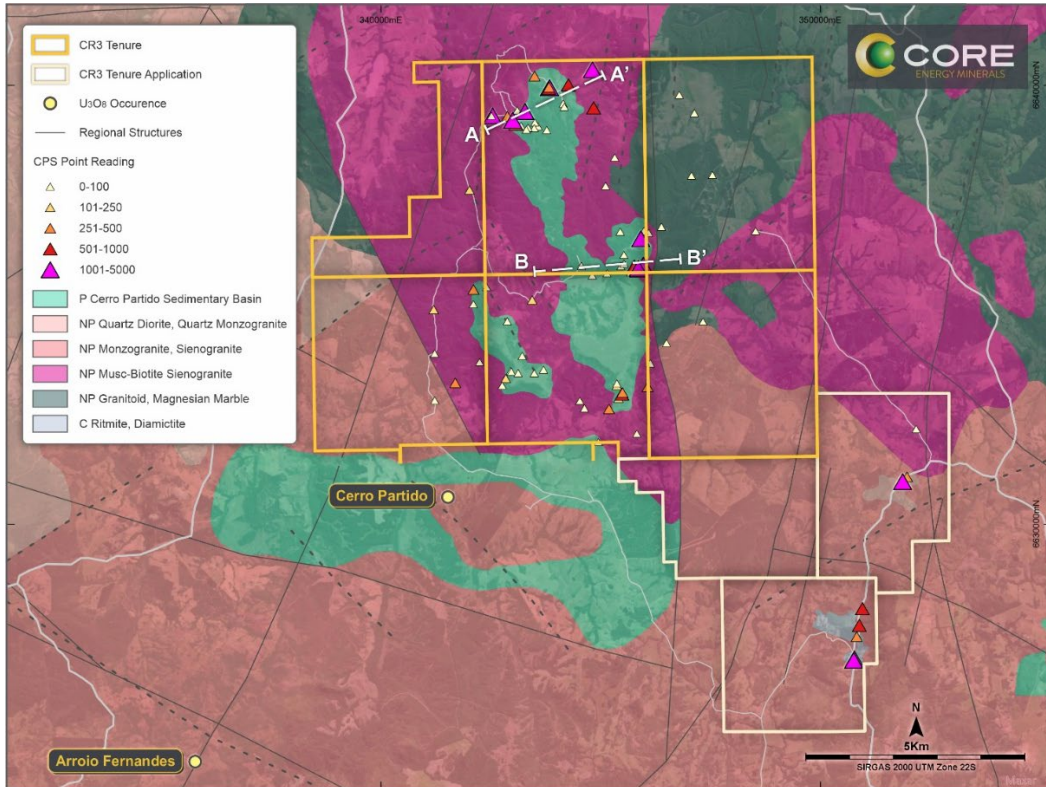 340000mE
350000mE
CORE
ENERGY MINERALS
CR3 Tenure
CR3 Tenure Application
U₃O₈ Occurence
Regional Structures
CPS Point Reading
0-100
101-250
251-500
501-1000
1001-5000
P Cerro Partido Sedimentary Basin
NP Quartz Diorite, Quartz Monzogranite
NP Monzogranite, Sienogranite
NP Musc-Biotite Sienogranite
NP Granitoid, Magnesian Marble
C Ritmite, Diamictite
A
A'
6640000mN
B
B'
Cerro Partido
6630000mN
Arroio Fernandes
N
5Km
SIRGAS 2000 UTM Zone 22S
Maxar